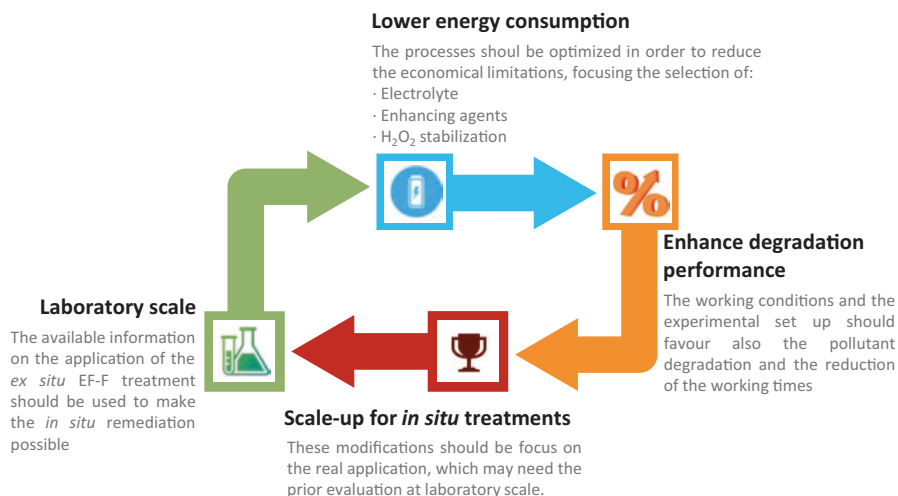 Lower energy consumption
The processes shoul be optimized in order to reduce
the economical limitations, focusing the selection of:
· Electrolyte
· Enhancing agents
· H₂O₂ stabilization
%
Enhance degradation
performance
The working conditions and the
experimental set up should
favour also the pollutant
degradation and the reduction
of the working times
Laboratory scale
The available information
on the application of the
ex situ EF-F treatment
should be used to make
the in situ remediation
possible
Scale-up for in situ treatments
These modifications should be focus on
the real application, which may need the
prior evaluation at laboratory scale.